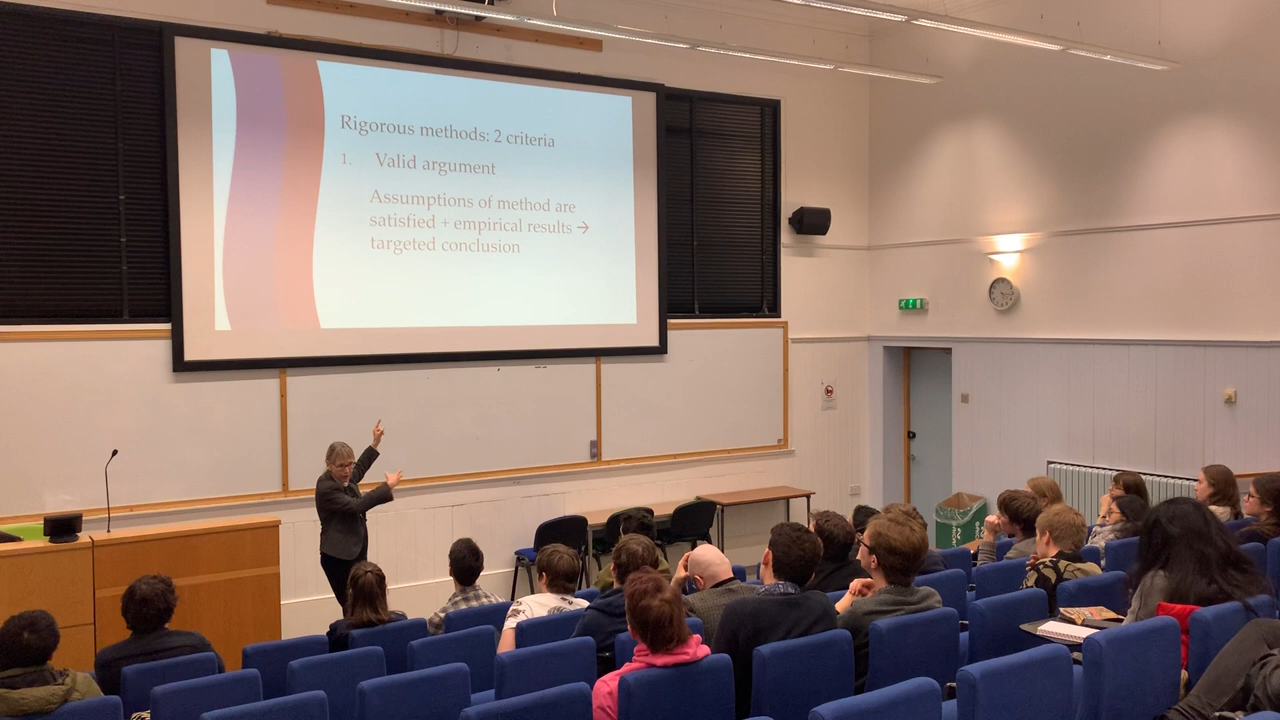 Rigorous methods: 2 criteria
1. Valid argument
Assumptions of method are
satisfied + empirical results →
targeted conclusion